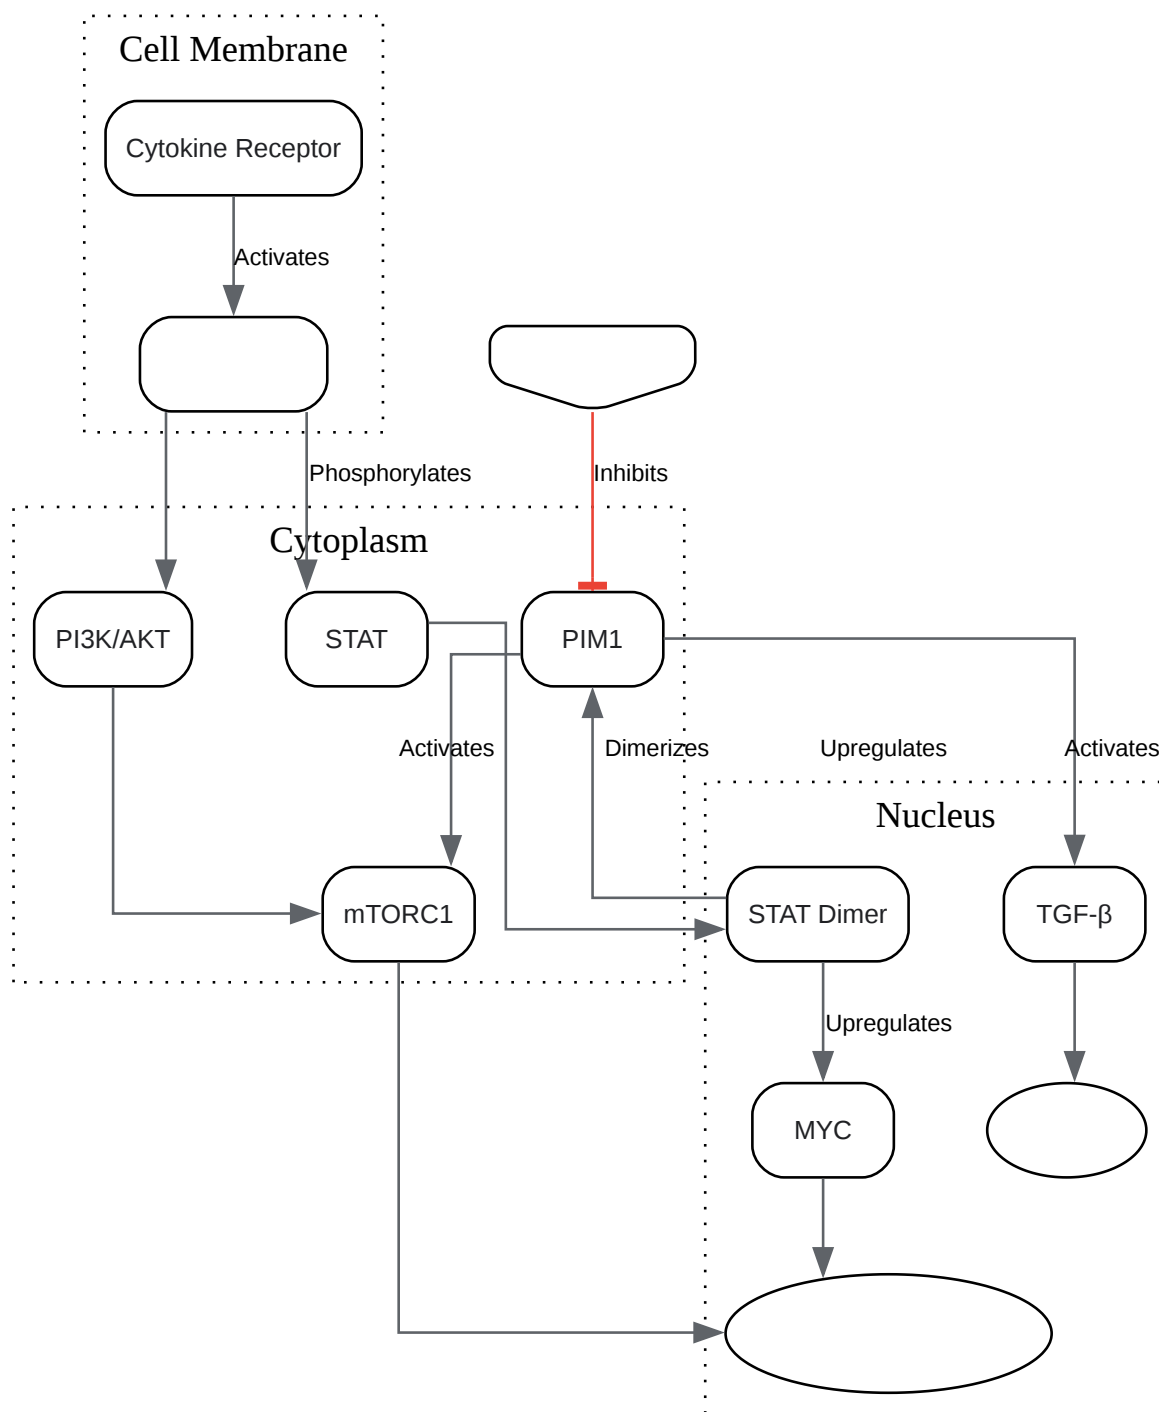 Cell Membrane
Cytokine Receptor
Activates
Phosphorylates
Inhibits
Cytoplasm
PI3K/AKT
STAT
PIM1
Activates
Dimerizes
Upregulates
Activates
Nucleus
mTORC1
STAT Dimer
TGF-β
Upregulates
MYC